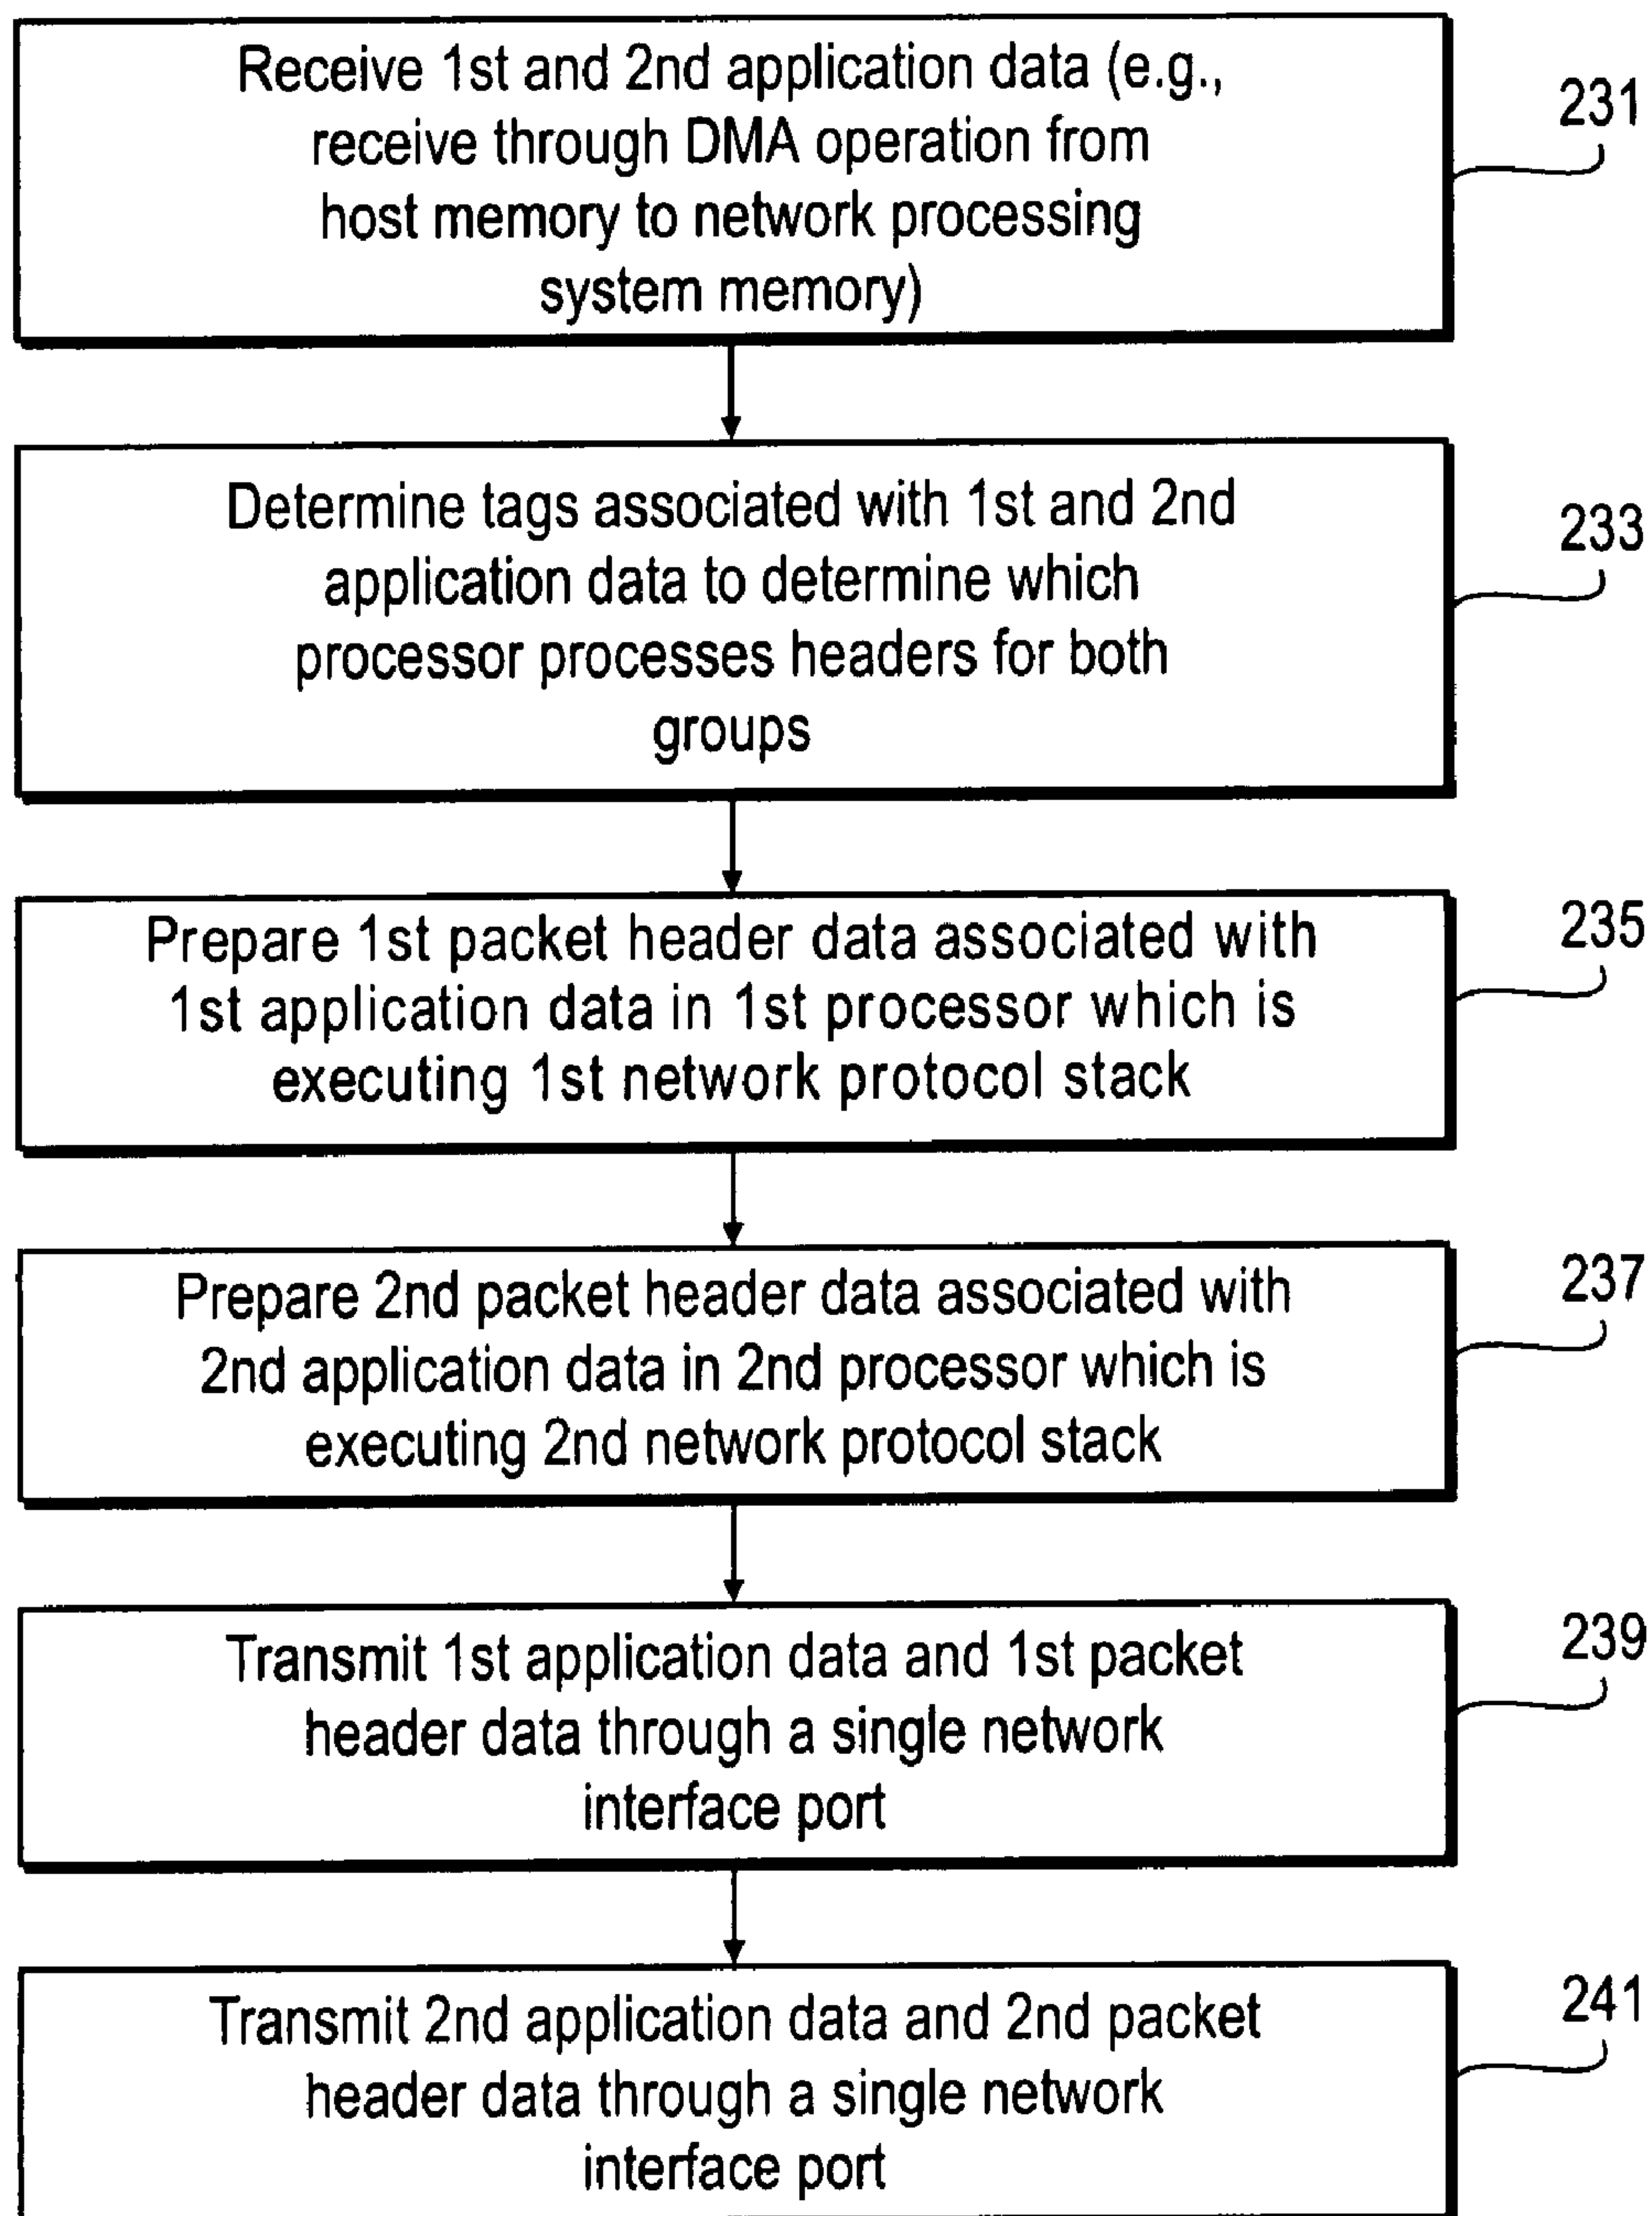 Receive 1st and 2nd application data (e.g.,
receive through DMA operation from
host memory to network processing
system memory)
231
Determine tags associated with 1st and 2nd
application data to determine which
processor processes headers for both
groups
233
Prepare 1st packet header data associated with
1st application data in 1st processor which is
executing 1st network protocol stack
235
Prepare 2nd packet header data associated with
2nd application data in 2nd processor which is
executing 2nd network protocol stack
237
Transmit 1st application data and 1st packet
header data through a single network
interface port
239
Transmit 2nd application data and 2nd packet
header data through a single network
interface port
241